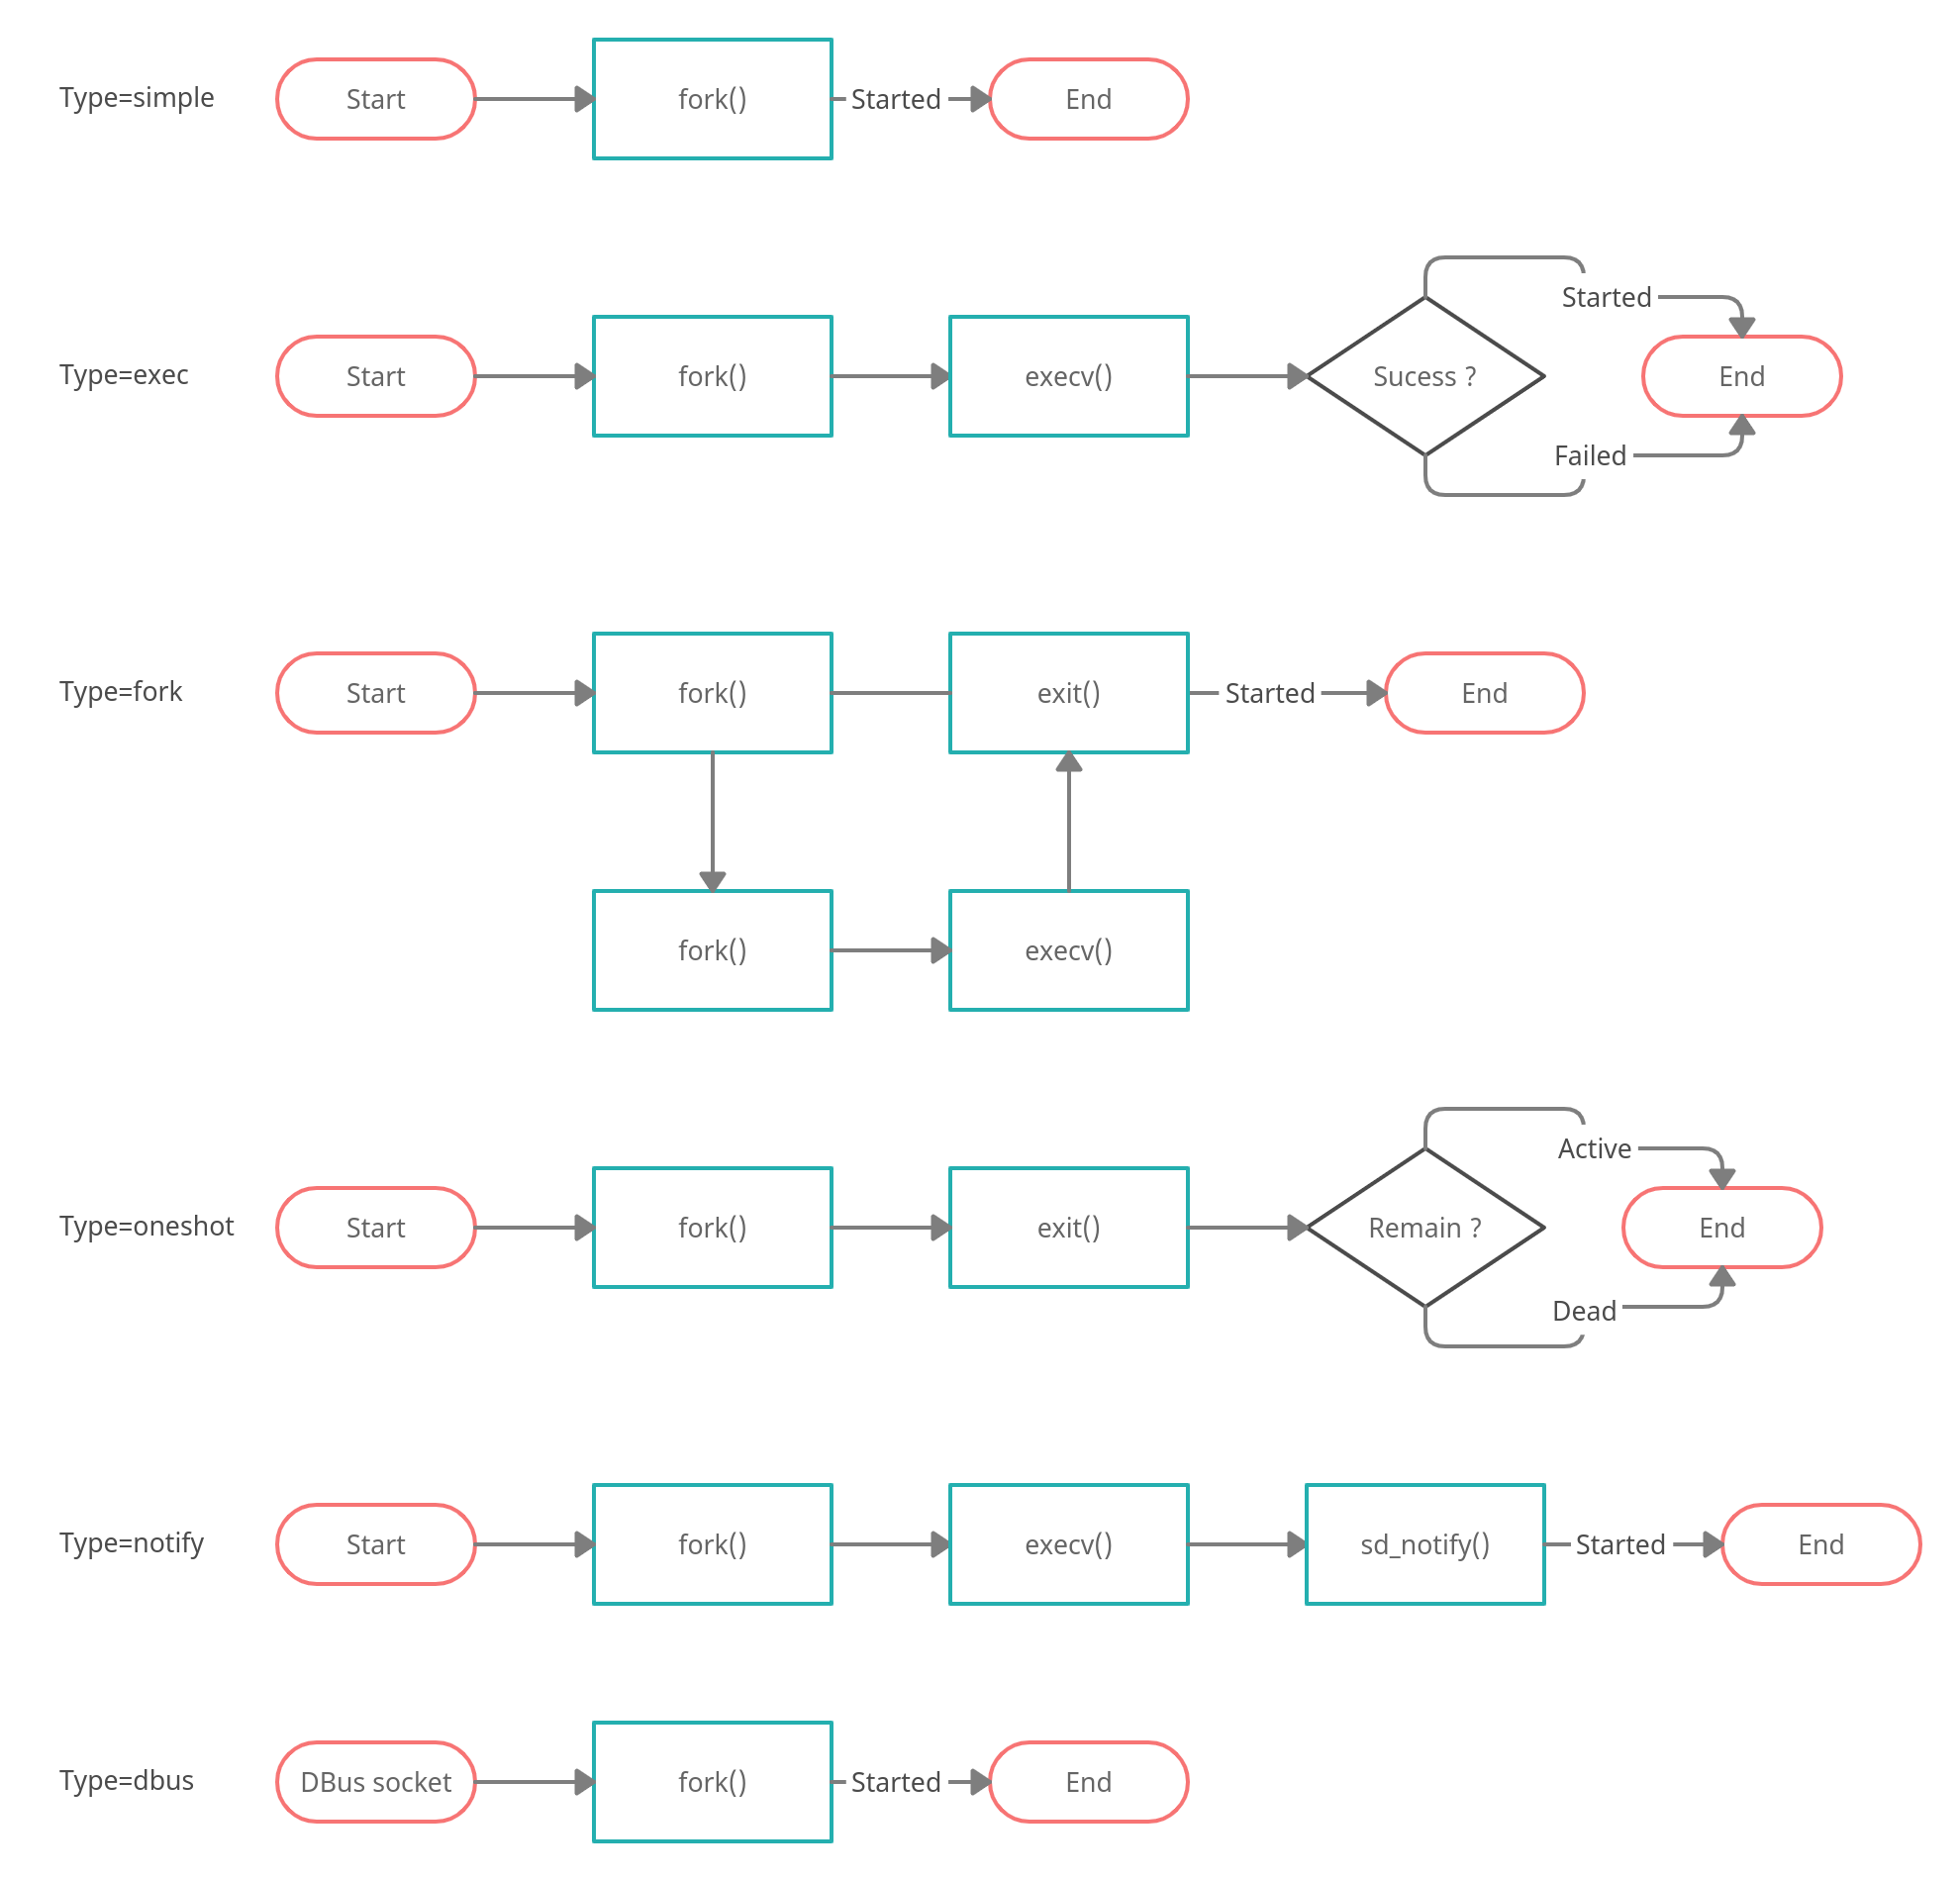 Type=simple
Start
fork()
Started
End
Type=exec
Start
fork()
execv()
Sucess ?
Started
Failed
End
Type=fork
Start
fork()
exit()
Started
End
fork()
execv()
Type=oneshot
Start
fork()
exit()
Remain ?
Active
Dead
End
Type=notify
Start
fork()
execv()
sd_notify()
Started
End
Type=dbus
DBus socket
fork()
Started
End